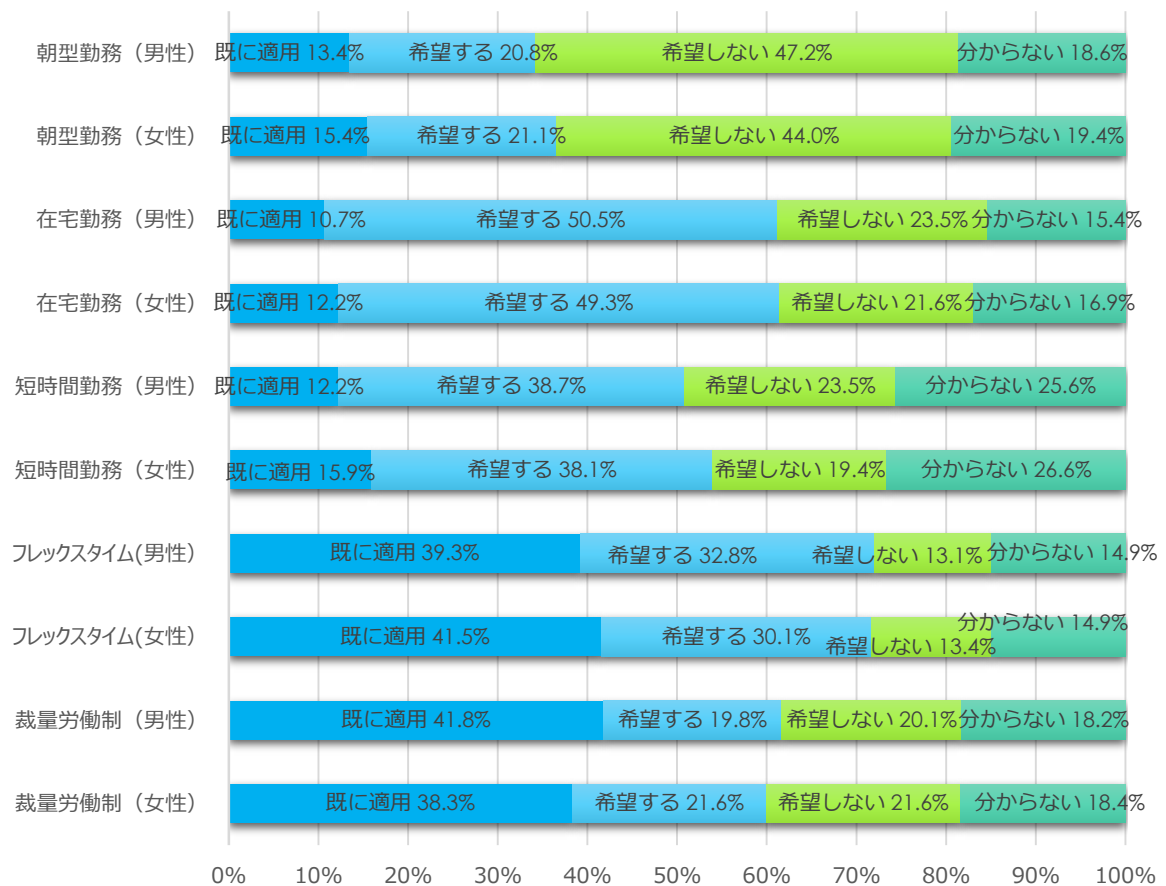 朝型勤務（男性） 既に適用 13.4% 希望する 20.8% 希望しない 47.2% 分からない 18.6%
朝型勤務（女性） 既に適用 15.4% 希望する 21.1% 希望しない 44.0% 分からない 19.4%
在宅勤務（男性） 既に適用 10.7% 希望する 50.5% 希望しない 23.5% 分からない 15.4%
在宅勤務（女性） 既に適用 12.2% 希望する 49.3% 希望しない 21.6% 分からない 16.9%
短時間勤務（男性） 既に適用 12.2% 希望する 38.7% 希望しない 23.5% 分からない 25.6%
短時間勤務（女性） 既に適用 15.9% 希望する 38.1% 希望しない 19.4% 分からない 26.6%
フレックスタイム(男性） 既に適用 39.3% 希望する 32.8% 希望しない 13.1% 分からない 14.9%
フレックスタイム(女性） 既に適用 41.5% 希望する 30.1% 希望しない 13.4% 分からない 14.9%
裁量労働制（男性） 既に適用 41.8% 希望する 19.8% 希望しない 20.1% 分からない 18.2%
裁量労働制（女性） 既に適用 38.3% 希望する 21.6% 希望しない 21.6% 分からない 18.4%
0% 10% 20% 30% 40% 50% 60% 70% 80% 90% 100%